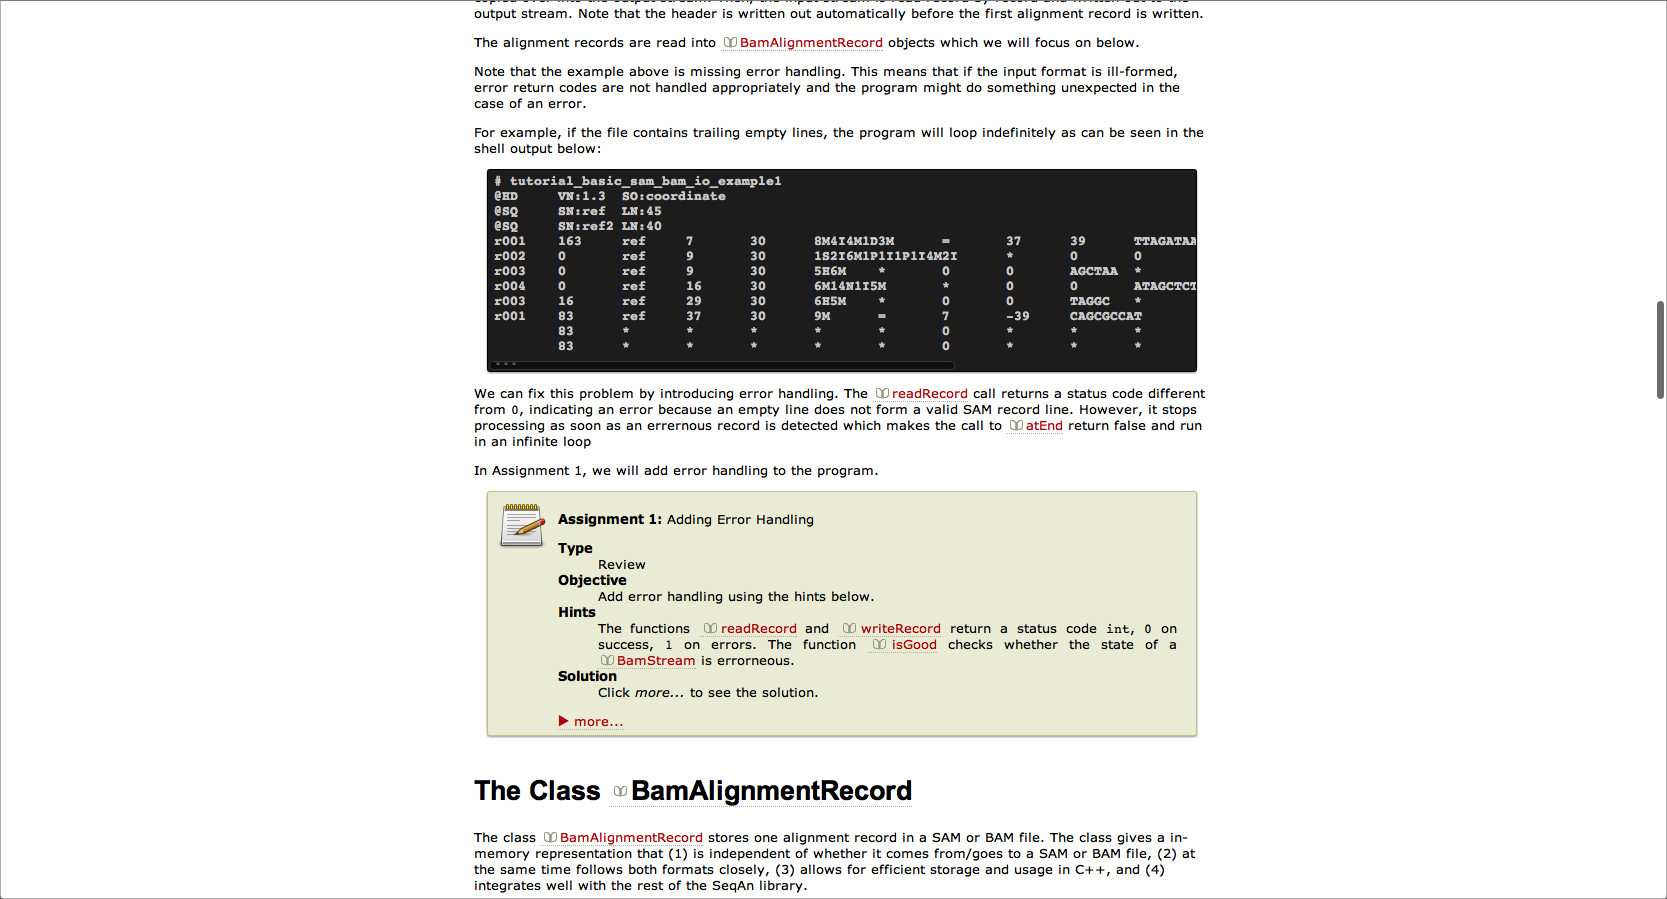 output stream. Note that the header is written out automatically before the first alignment record is written.
The alignment records are read into BamAlignmentRecord objects which we will focus on below.
Note that the example above is missing error handling. This means that if the input format is ill-formed,
error return codes are not handled appropriately and the program might do something unexpected in the
case of an error.
For example, if the file contains trailing empty lines, the program will loop indefinitely as can be seen in the
shell output below:
# tutorial_basic_sam_bam_io_example1
@HD VN:1.3 SO:coordinate
@SQ SN:ref LN:45
@SQ SN:ref2 LN:40
r001 163 ref 7 30 8M4I4M1D3M = 37 39 TTAGATAA
r002 0 ref 9 30 1S2I6M1P1I1P1I4M2I * 0 0
r003 0 ref 9 30 5H6M * 0 0 AGCTAA *
r004 0 ref 16 30 6M14N1I5M * 0 0 ATAGCTCT
r003 16 ref 29 30 6H5M * 0 0 TAGGC *
r001 83 ref 37 30 9M = 7 -39 CAGCGCCAT
83 * * * * * 0 * * *
83 * * * * * 0 * * *
We can fix this problem by introducing error handling. The readRecord call returns a status code different
from 0, indicating an error because an empty line does not form a valid SAM record line. However, it stops
processing as soon as an errernous record is detected which makes the call to atEnd return false and run
in an infinite loop
In Assignment 1, we will add error handling to the program.
Assignment 1: Adding Error Handling
Type
Review
Objective
Add error handling using the hints below.
Hints
The functions readRecord and writeRecord return a status code int, 0 on
success, 1 on errors. The function isGood checks whether the state of a
BamStream is errorneous.
Solution
Click more... to see the solution.
more...
The Class BamAlignmentRecord
The class BamAlignmentRecord stores one alignment record in a SAM or BAM file. The class gives a in-
memory representation that (1) is independent of whether it comes from/goes to a SAM or BAM file, (2) at
the same time follows both formats closely, (3) allows for efficient storage and usage in C++, and (4)
integrates well with the rest of the SeqAn library.